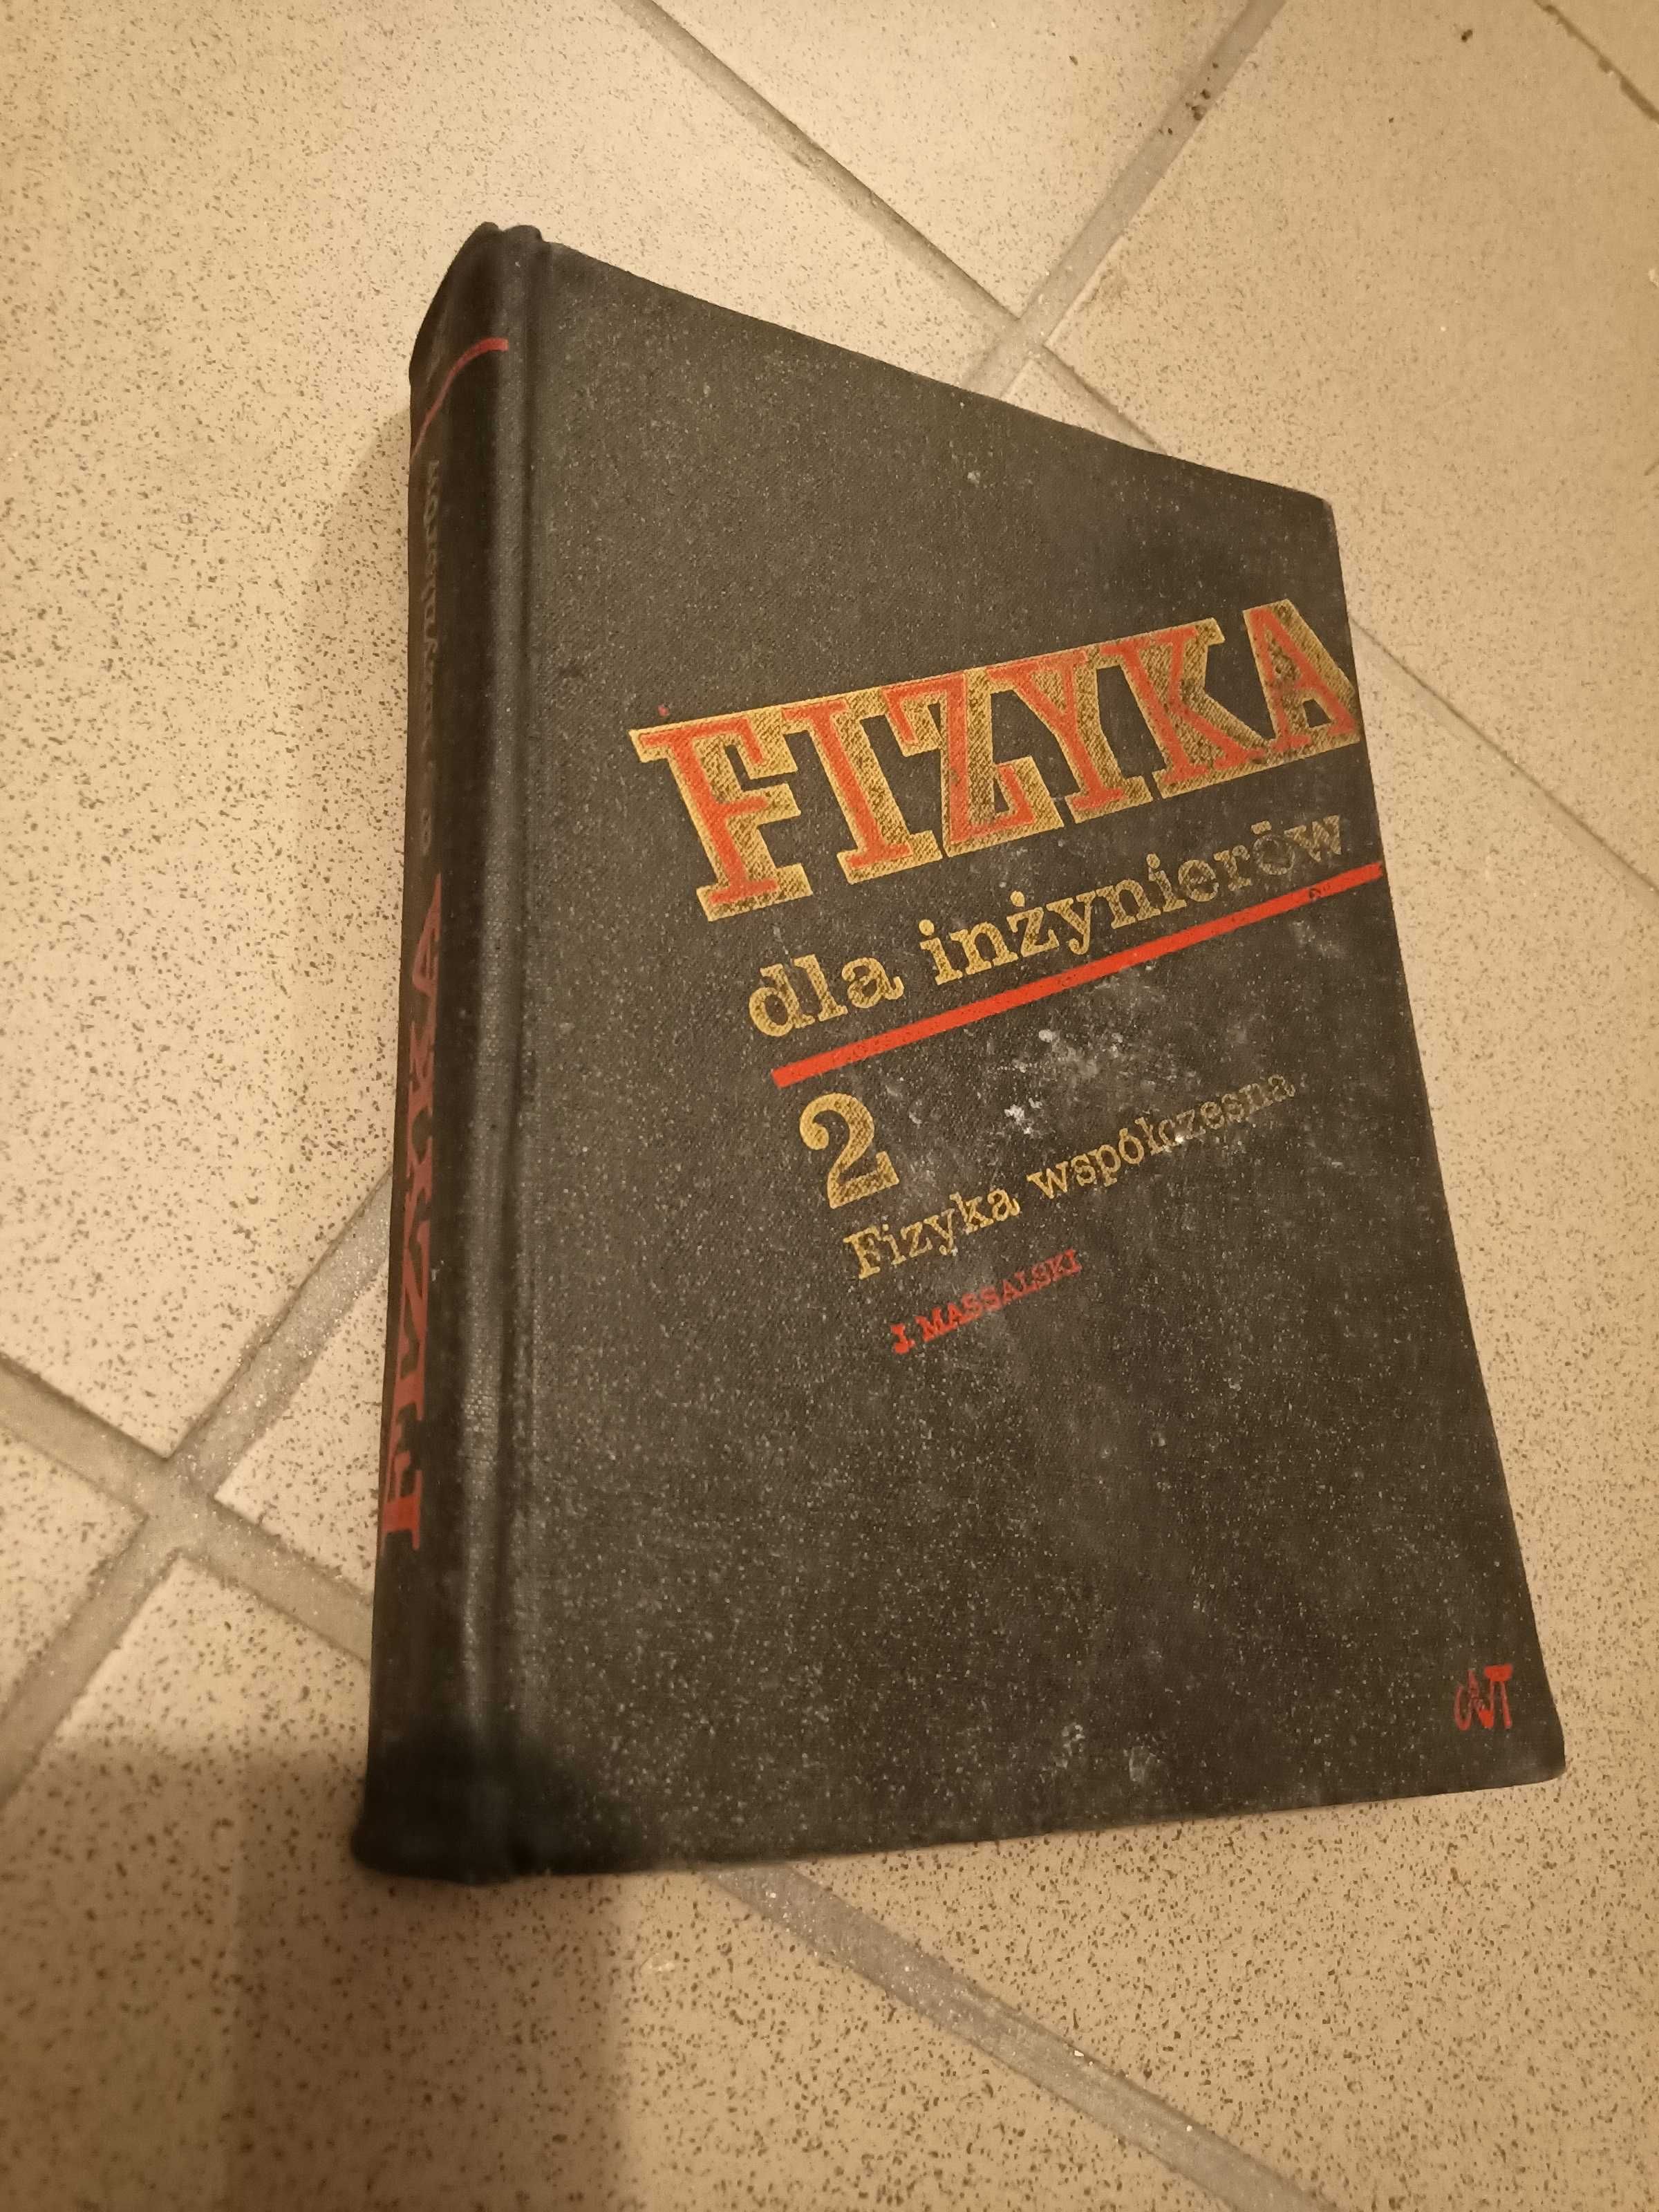 FIZYKA
dla inżynierów
2
Fizyka współczesna
J. MASSALSKI
FIZYKA